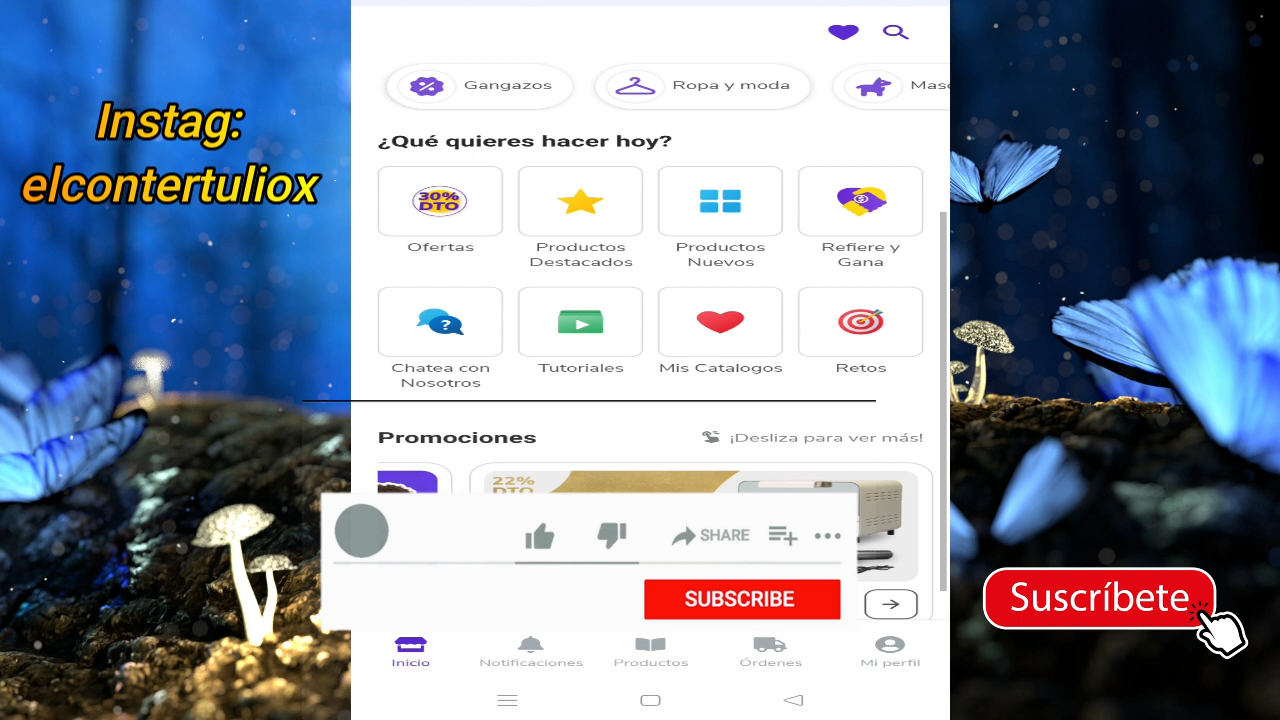 Instag:
elcontertuliox
Gangazos
Ropa y moda
Masc
¿Qué quieres hacer hoy?
30%
DTO
Ofertas
Productos
Destacados
Productos
Nuevos
Refiere y
Gana
Chatea con
Nosotros
Tutoriales
Mis Catalogos
Retos
Promociones
¡Desliza para ver más!
22%
DTO
SHARE
SUBSCRIBE
Suscríbete
Inicio
Notificaciones
Productos
Órdenes
Mi perfil